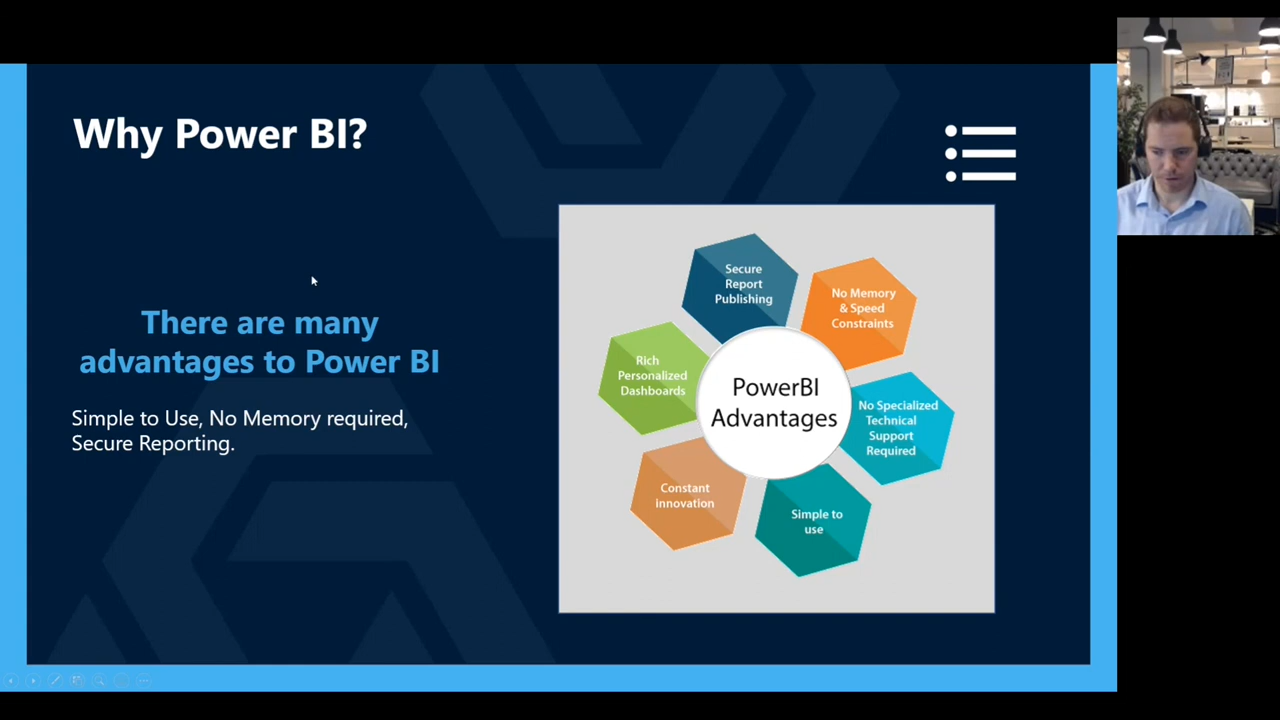 Why Power BI?
There are many
advantages to Power BI
Simple to Use, No Memory required,
Secure Reporting.
Secure
Report
Publishing
No Memory
& Speed
Constraints
Rich
Personalized
Dashboards
PowerBI
Advantages
No Specialized
Technical
Support
Required
Constant
innovation
Simple to
use